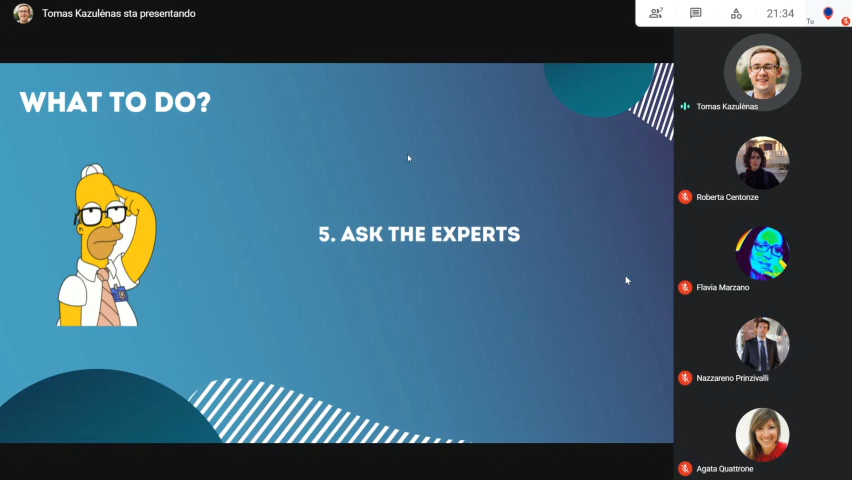 Tomas Kazulėnas sta presentando
7
21:34
Tu
WHAT TO DO?
5. ASK THE EXPERTS
Tomas Kazulėnas
Roberta Centonze
Flavia Marzano
Nazzareno Prinzivalli
Agata Quattrone